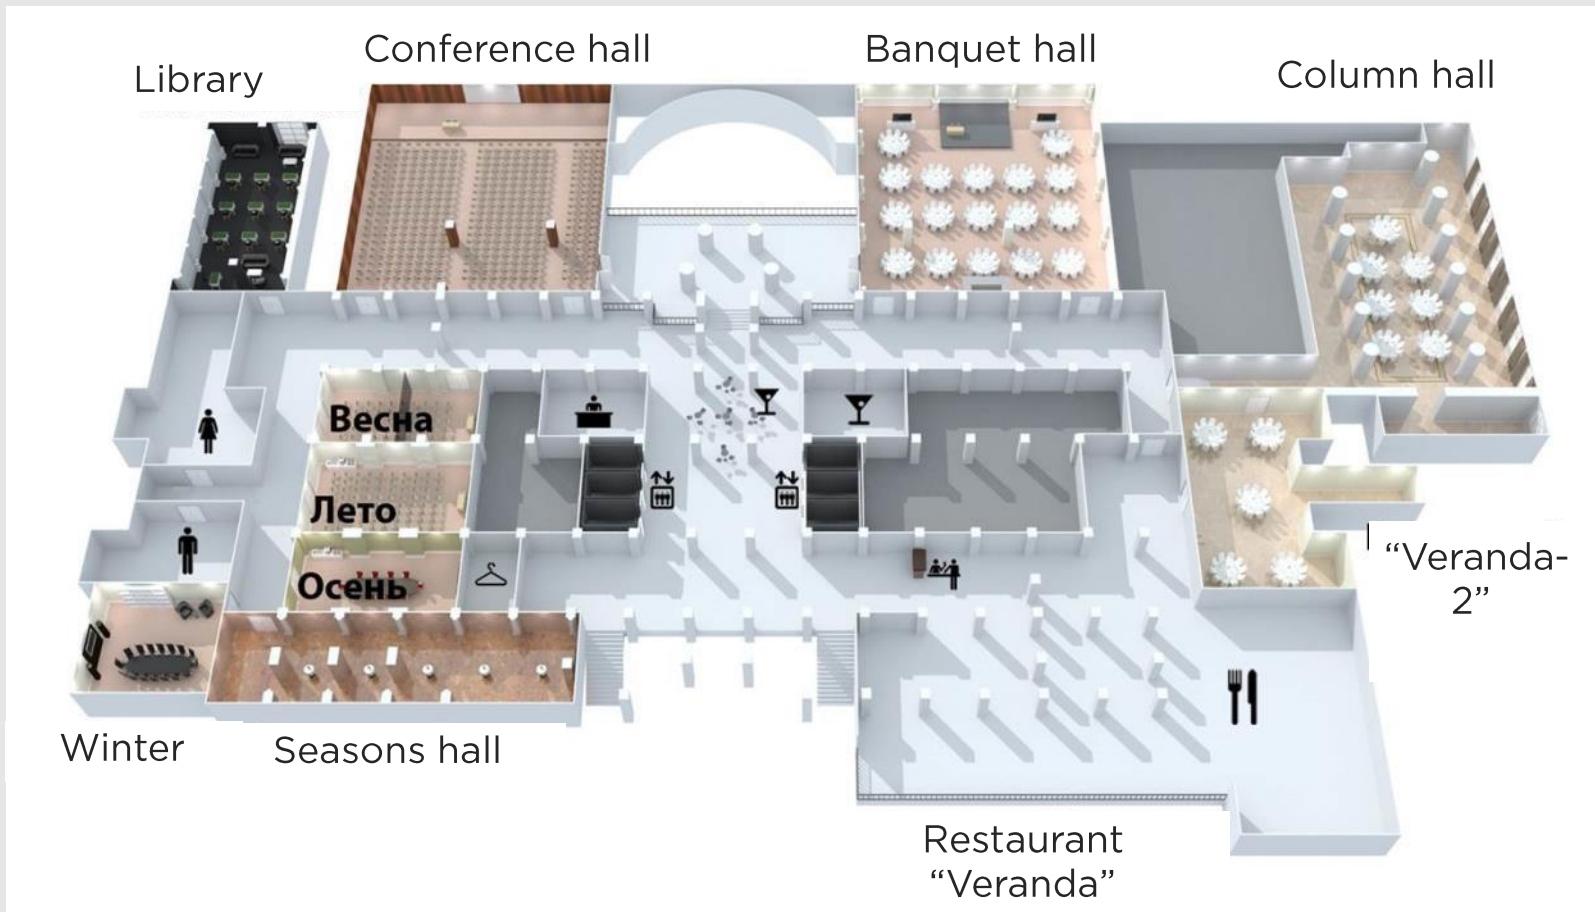 Conference hall
Banquet hall
Library
Column hall
Весна
Лето
Осень
“Veranda-
2”
Winter
Seasons hall
Restaurant
“Veranda”